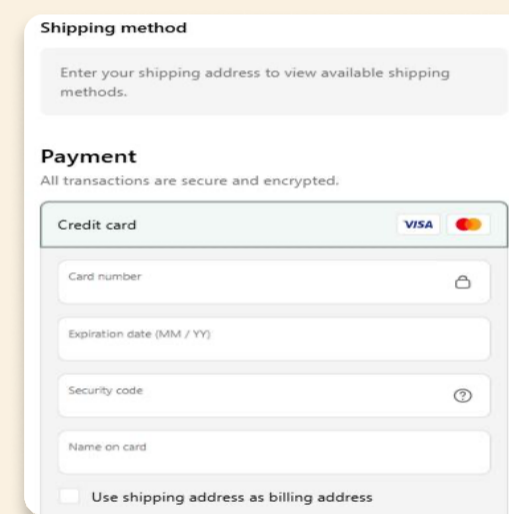 Shipping method
Enter your shipping address to view available shipping
methods.
Payment
All transactions are secure and encrypted.
Credit card VISA
Card number
Expiration date (MM / YY)
Security code
Name on card
Use shipping address as billing address